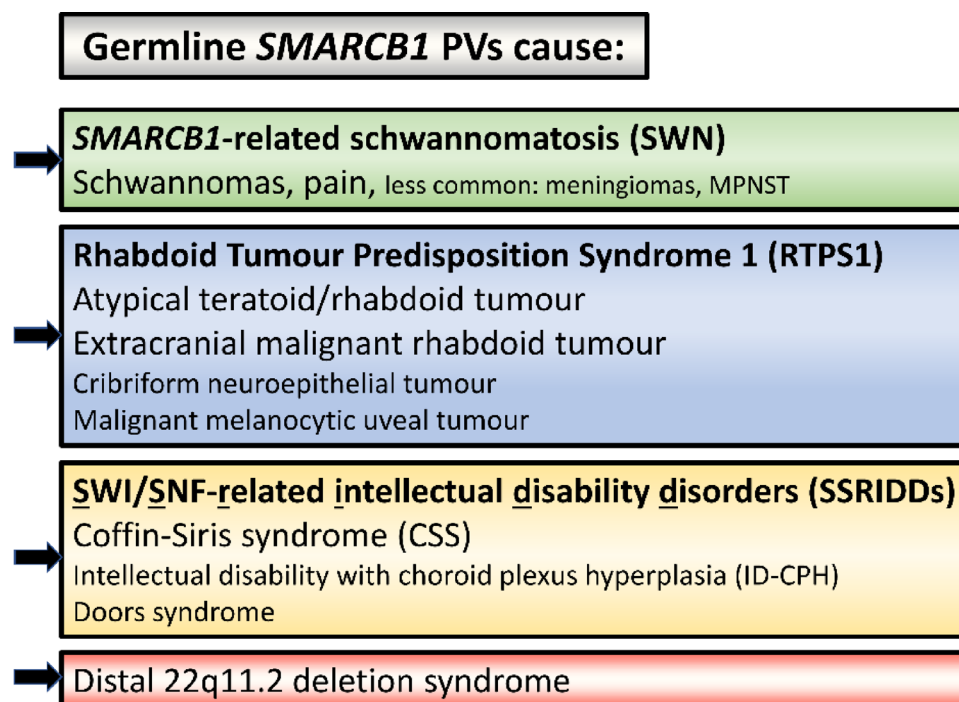 Germline SMARCB1 PVs cause:
SMARCB1-related schwannomatosis (SWN)
Schwannomas, pain, less common: meningiomas, MPNST
Rhabdoid Tumour Predisposition Syndrome 1 (RTPS1)
Atypical teratoid/rhabdoid tumour
Extracranial malignant rhabdoid tumour
Cribriform neuroepithelial tumour
Malignant melanocytic uveal tumour
SWI/SNF-related intellectual disability disorders (SSRIDDs)
Coffin-Siris syndrome (CSS)
Intellectual disability with choroid plexus hyperplasia (ID-CPH)
Doors syndrome
Distal 22q11.2 deletion syndrome